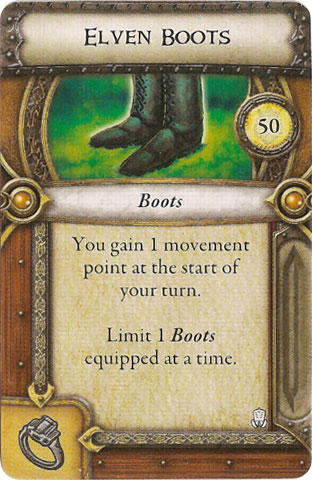 Elven Boots
50
Boots
You gain 1 movement
point at the start of
your turn.
Limit 1 Boots
equipped at a time.